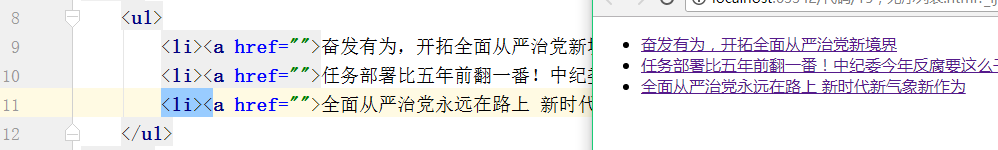 8 <ul>
9 <li><a href="">奋发有为，开拓全面从严治党新
10 <li><a href="">任务部署比五年前翻一番！中纪
11 <li><a href="">全面从严治党永远在路上 新时代
12 </ul>
奋发有为，开拓全面从严治党新境界
任务部署比五年前翻一番！中纪委今年反腐要这么
全面从严治党永远在路上 新时代新气象新作为